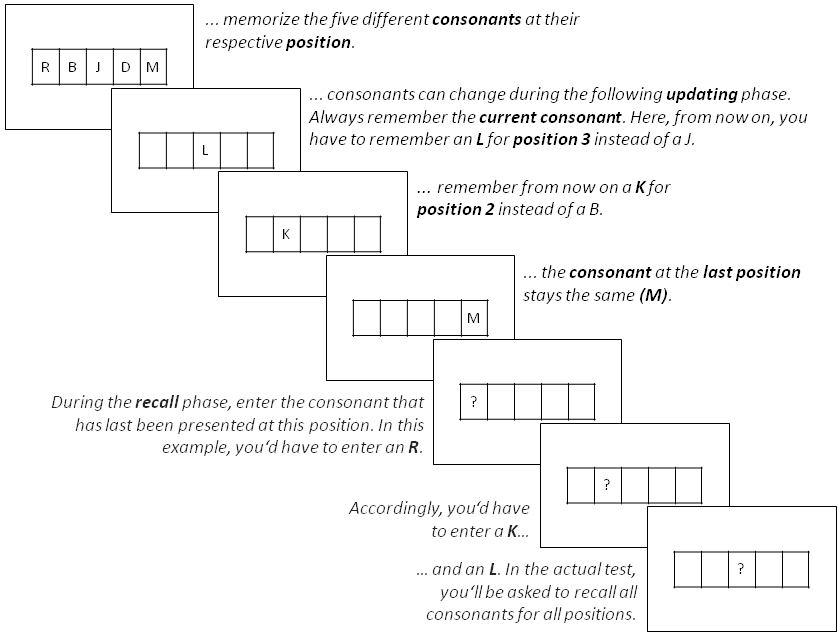 ... memorize the five different consonants at their
respective position.
R B J D M
... consonants can change during the following updating phase.
Always remember the current consonant. Here, from now on, you
have to remember an L for position 3 instead of a J.
L
... remember from now on a K for
position 2 instead of a B.
K
... the consonant at the last position
stays the same (M).
M
During the recall phase, enter the consonant that
has last been presented at this position. In this
example, you‘d have to enter an R.
?
Accordingly, you‘d have
to enter a K...
?
... and an L. In the actual test,
you‘ll be asked to recall all
consonants for all positions.
?